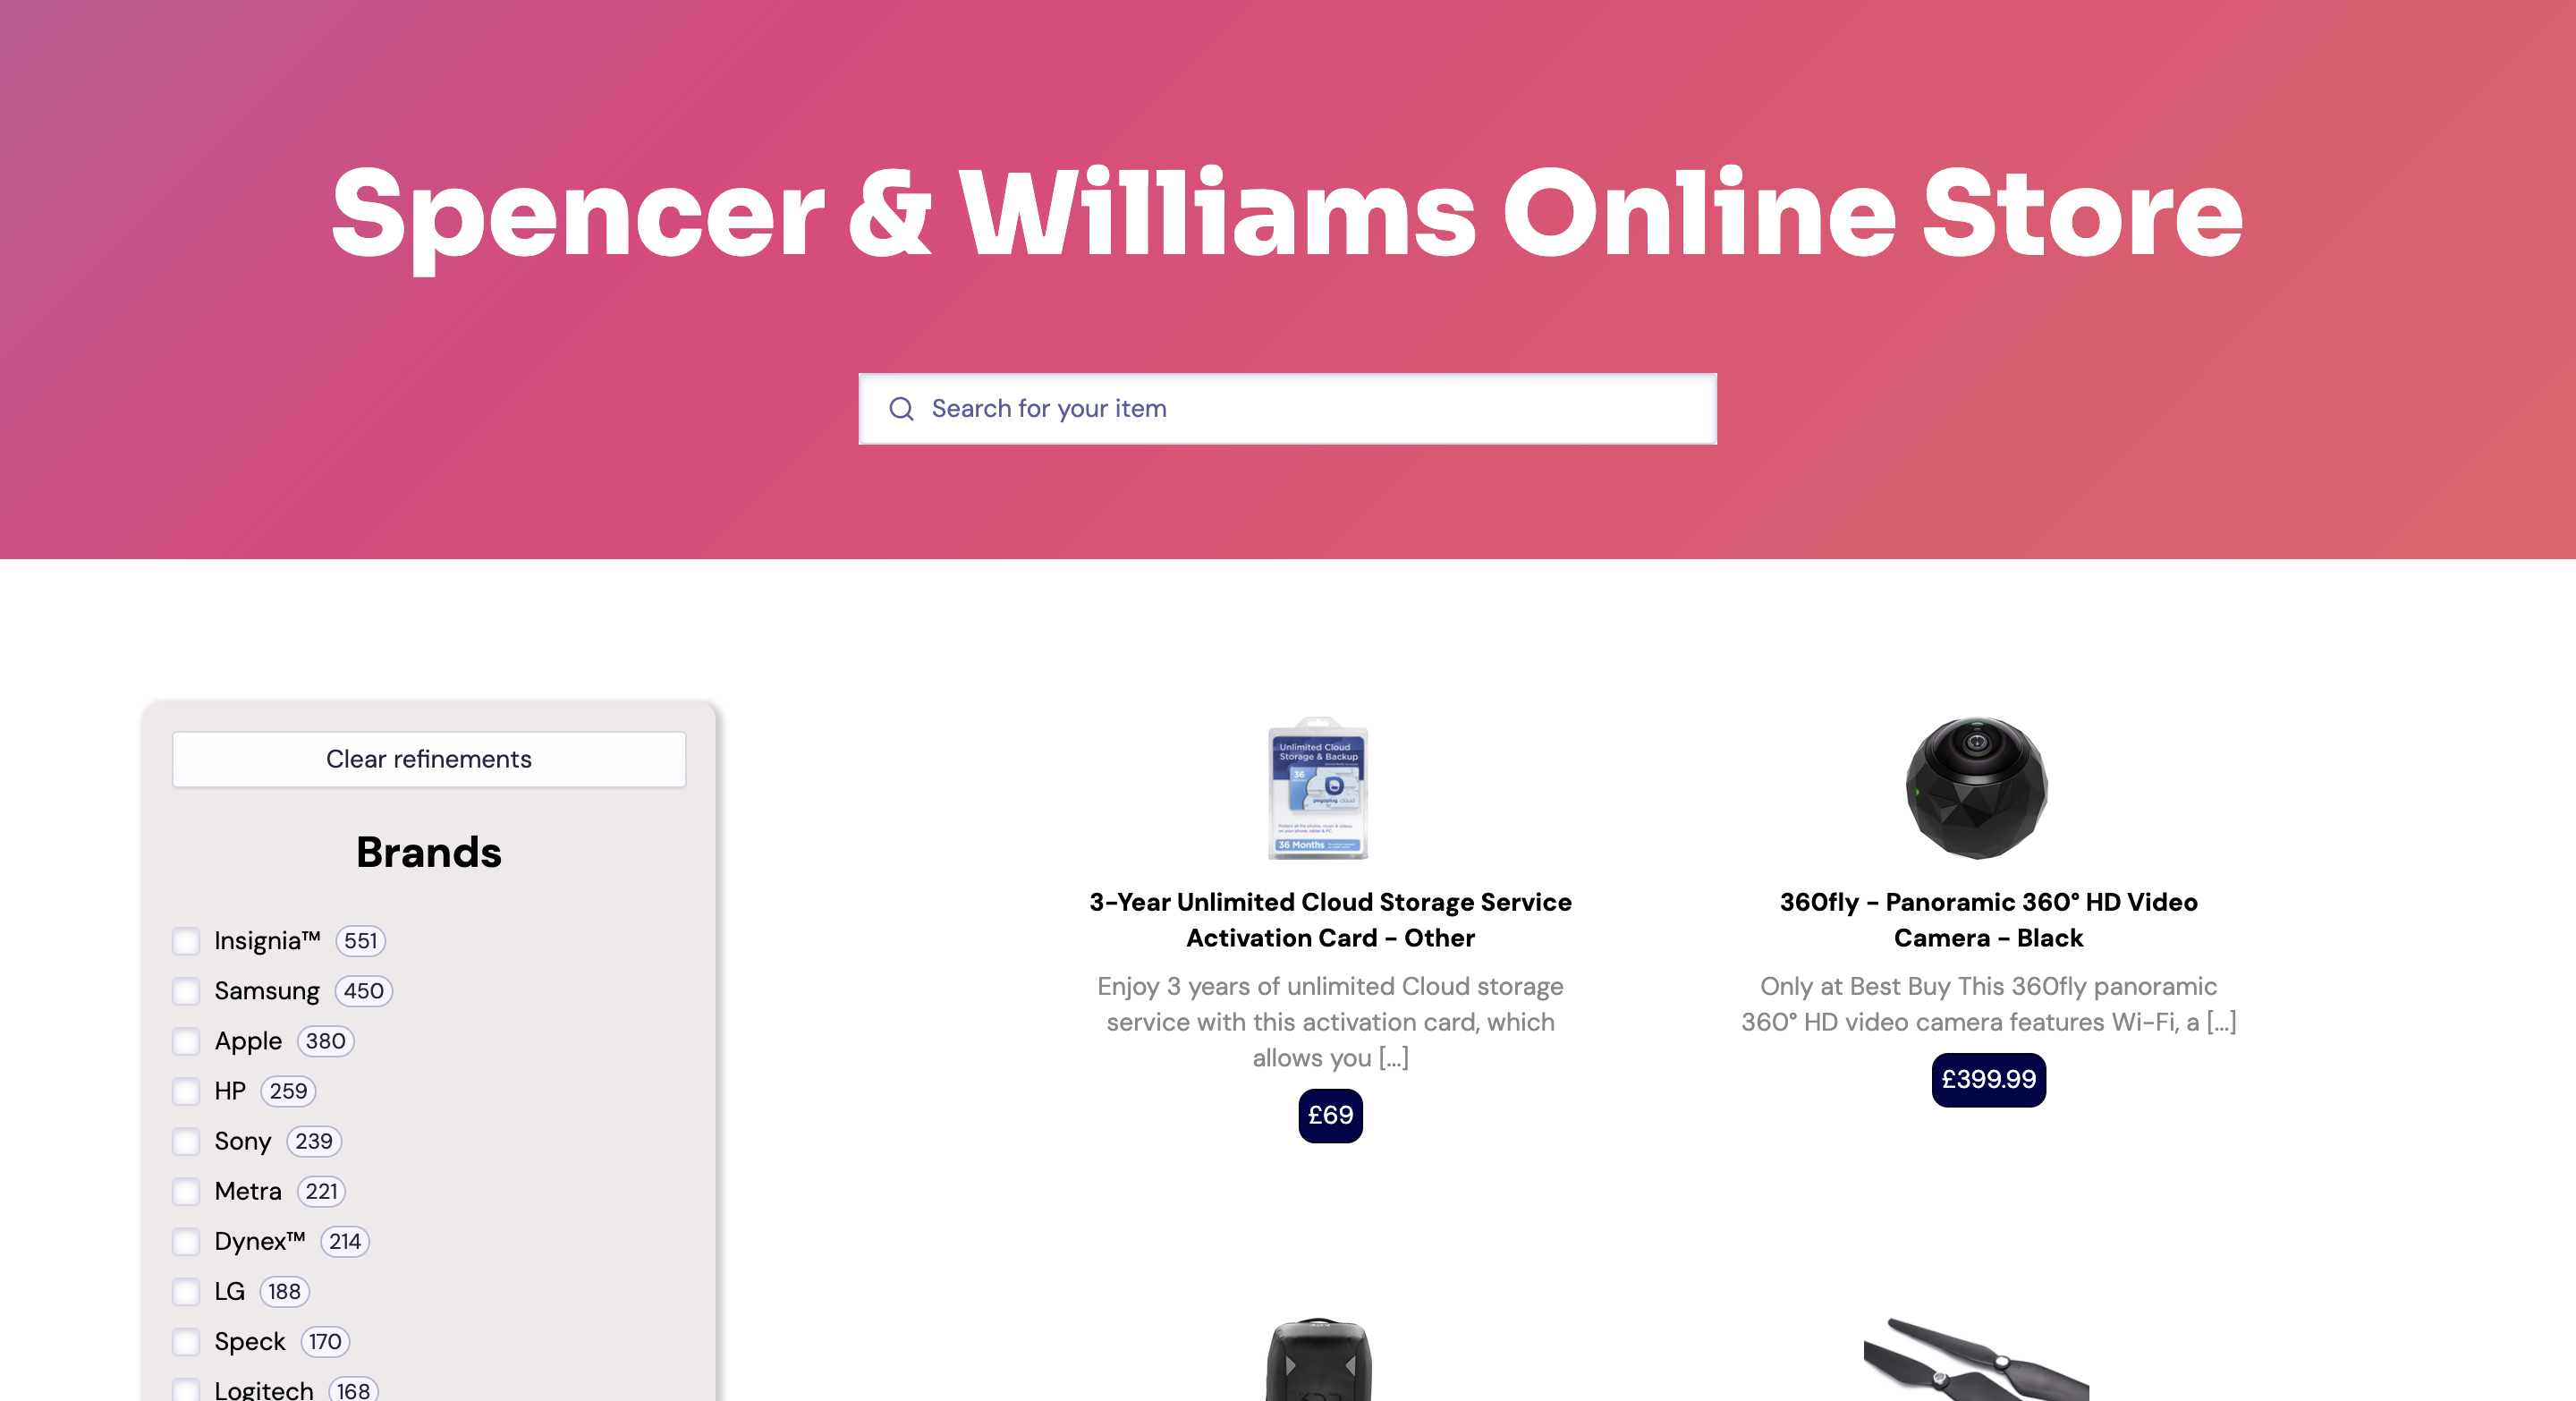 Spencer & Williams Online Store
Search for your item
Clear refinements
Brands
Insignia™ 551
Samsung 450
Apple 380
HP 259
Sony 239
Metra 221
Dynex™ 214
LG 188
Speck 170
Logitech 168
Unlimited Cloud
Storage & Backup
36
pogoplug cloud
36 Months
3-Year Unlimited Cloud Storage Service
Activation Card - Other
Enjoy 3 years of unlimited Cloud storage
service with this activation card, which
allows you [...]
£69
360fly - Panoramic 360° HD Video
Camera - Black
Only at Best Buy This 360fly panoramic
360° HD video camera features Wi-Fi, a [...]
£399.99